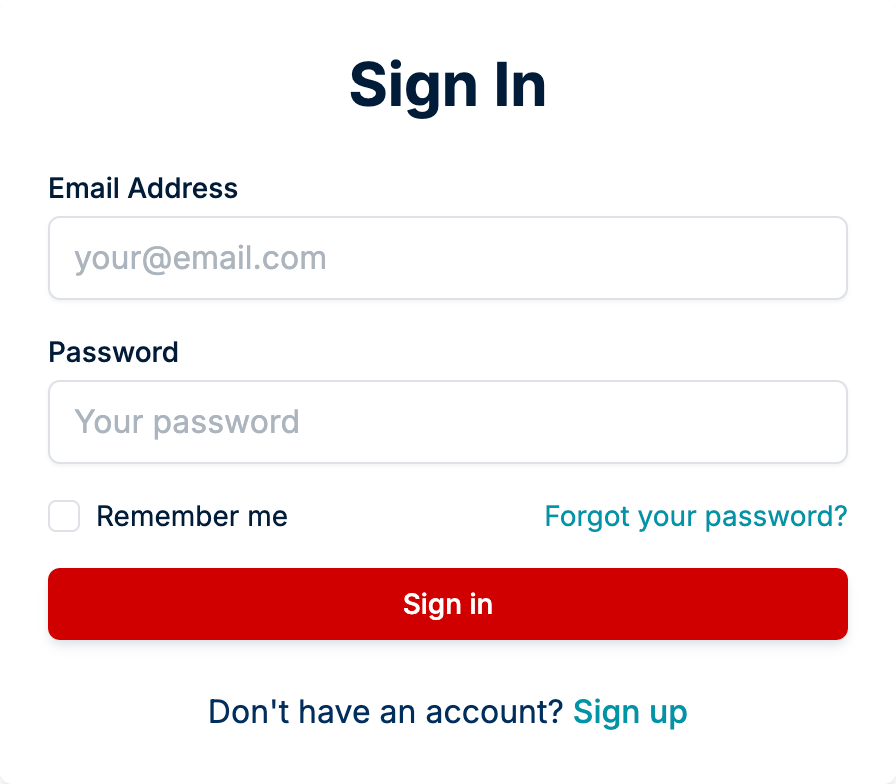 Sign In
Email Address
your@email.com
Password
Your password
Remember me Forgot your password?
Sign in
Don't have an account? Sign up